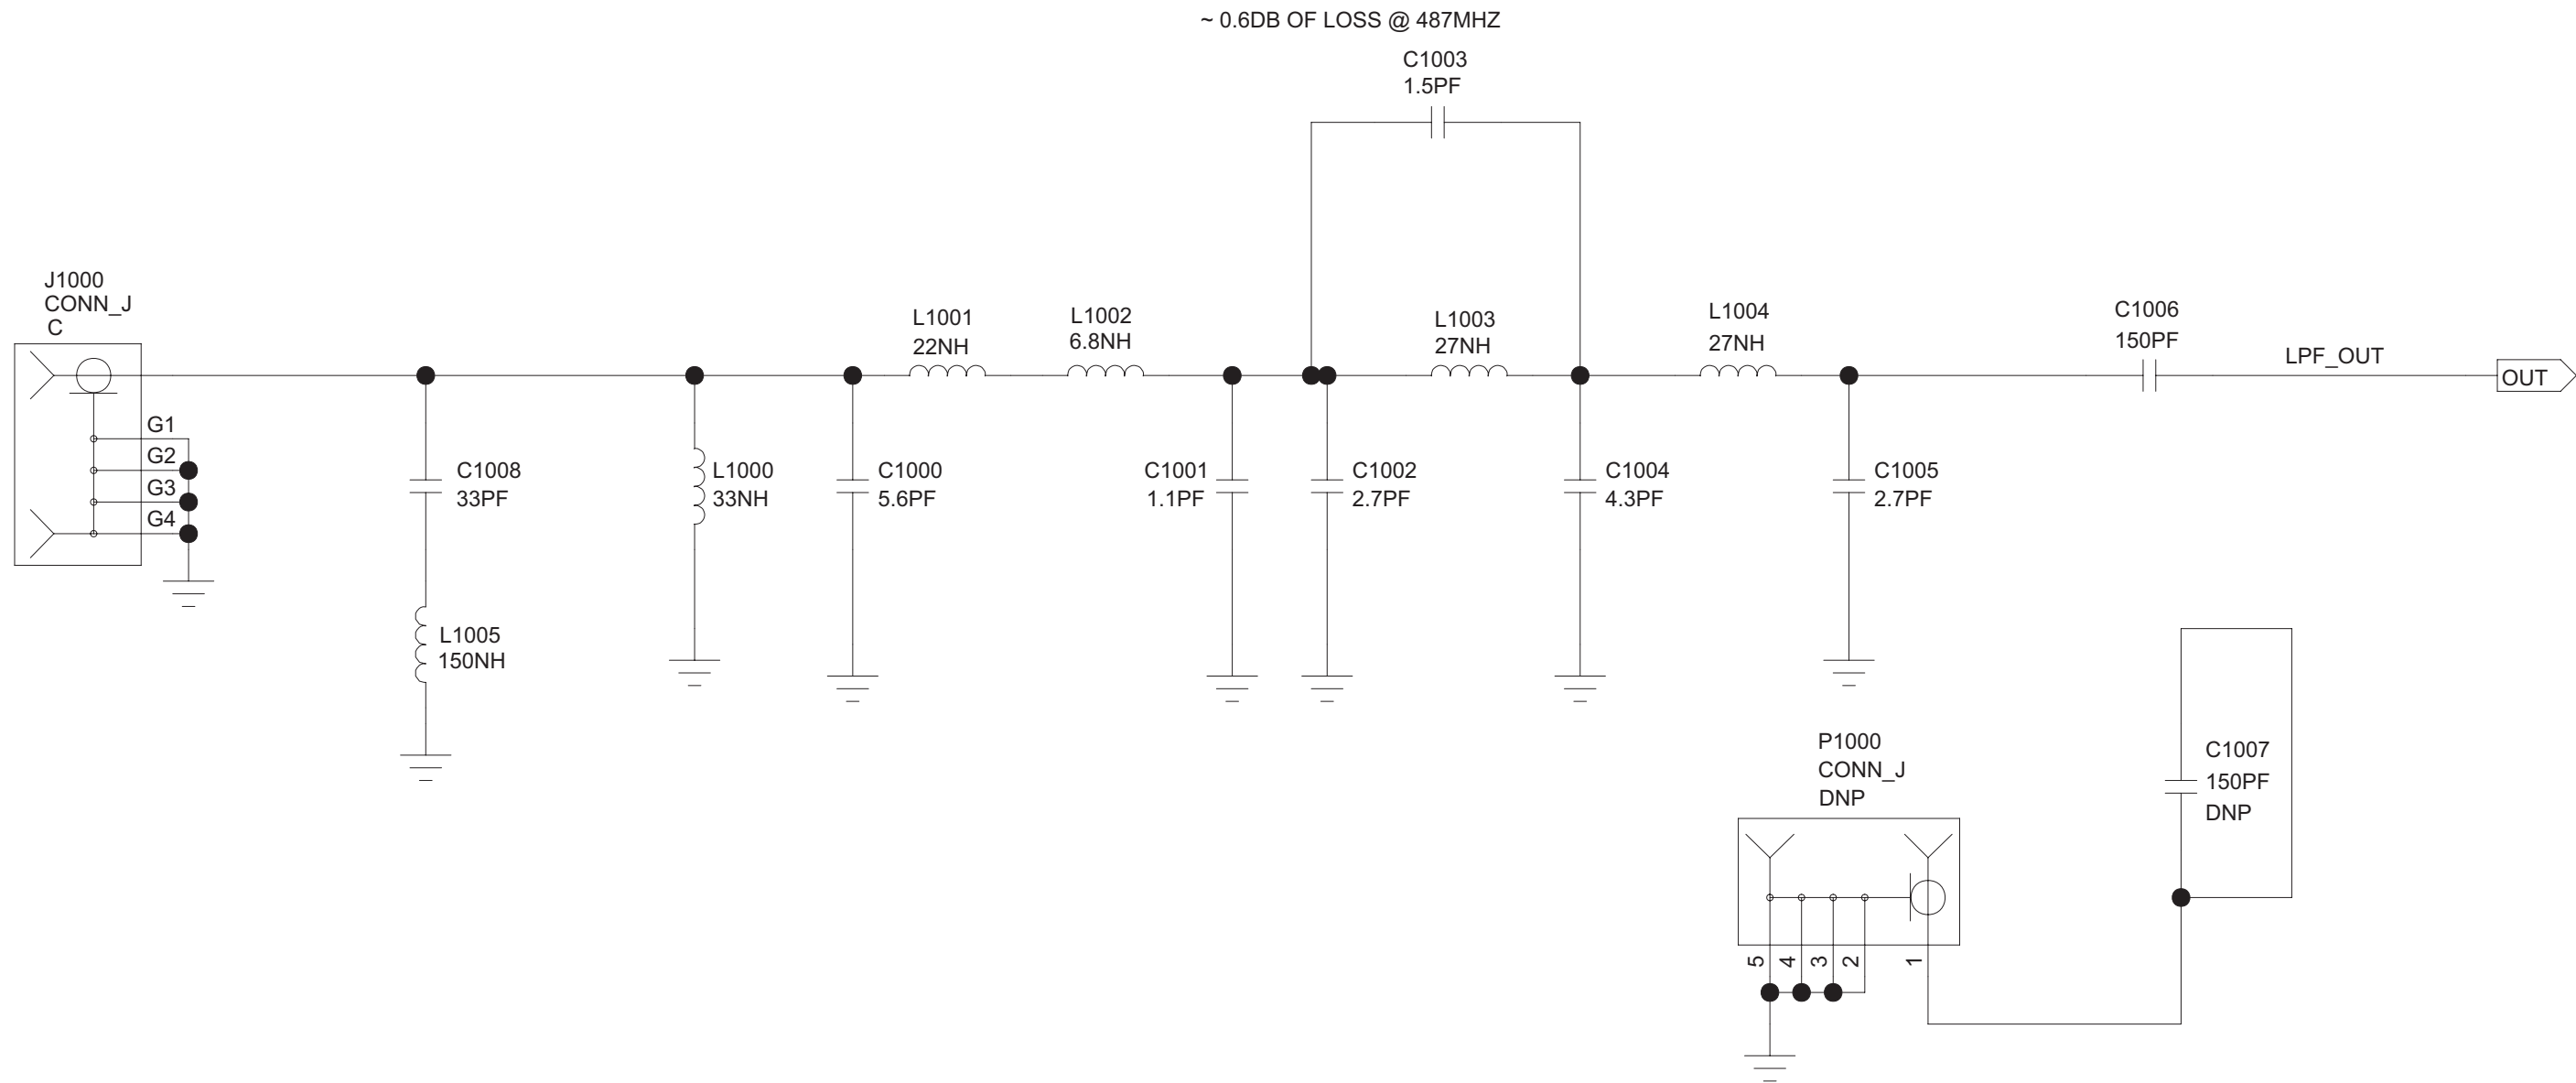 ~ 0.6DB OF LOSS @ 487MHZ
C1003
1.5PF
J1000
CONN_J
C
L1001
22NH
L1002
6.8NH
L1003
27NH
L1004
27NH
C1006
150PF
LPF_OUT
OUT
G1
G2
G3
G4
C1008
33PF
L1000
33NH
C1000
5.6PF
C1001
1.1PF
C1002
2.7PF
C1004
4.3PF
C1005
2.7PF
L1005
150NH
P1000
CONN_J
DNP
C1007
150PF
DNP
5
4
3
2
1